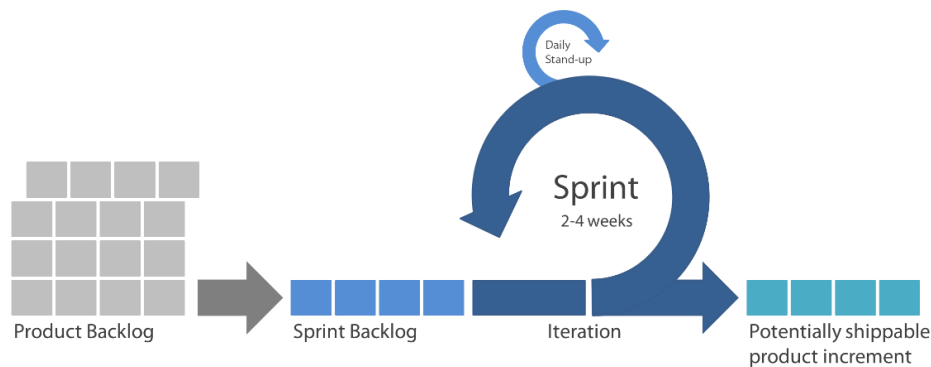 Daily
Stand-up
Sprint
2-4 weeks
Product Backlog
Sprint Backlog
Iteration
Potentially shippable
product increment